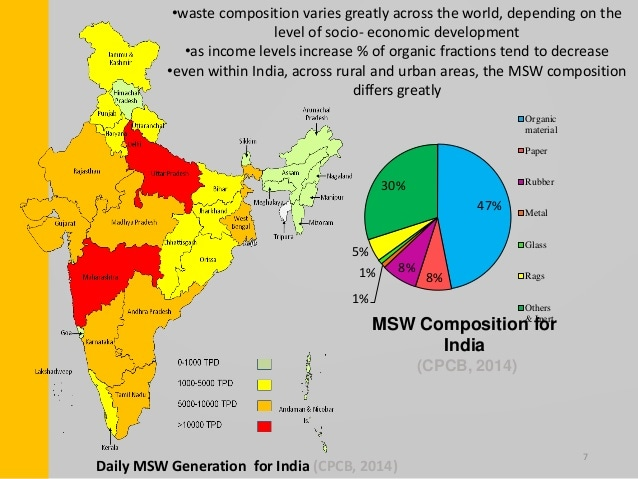 •waste composition varies greatly across the world, depending on the
level of socio- economic development
•as income levels increase % of organic fractions tend to decrease
•even within India, across rural and urban areas, the MSW composition
differs greatly
Jammu &
Kashmir
Himachal
Pradesh
Punjab
Uttaranchal
Haryana
Delhi
Rajasthan
Uttar Pradesh
Sikkim
Arunachal
Pradesh
Assam
Nagaland
Meghalaya
Manipur
Mizoram
Tripura
Bihar
Jharkhand
West
Bengal
Gujarat
Madhya Pradesh
Chhattisgarh
Orissa
Maharashtra
Andhra Pradesh
Goa
Karnataka
Lakshadweep
Tamil Nadu
Kerala
Andaman & Nicobar
Is.
0-1000 TPD
1000-5000 TPD
5000-10000 TPD
>10000 TPD
Daily MSW Generation for India (CPCB, 2014)
Organic
material
Paper
Rubber
Metal
Glass
Rags
Others
&
47%
8%
8%
1%
1%
5%
30%
MSW Composition for
India
(CPCB, 2014)
7